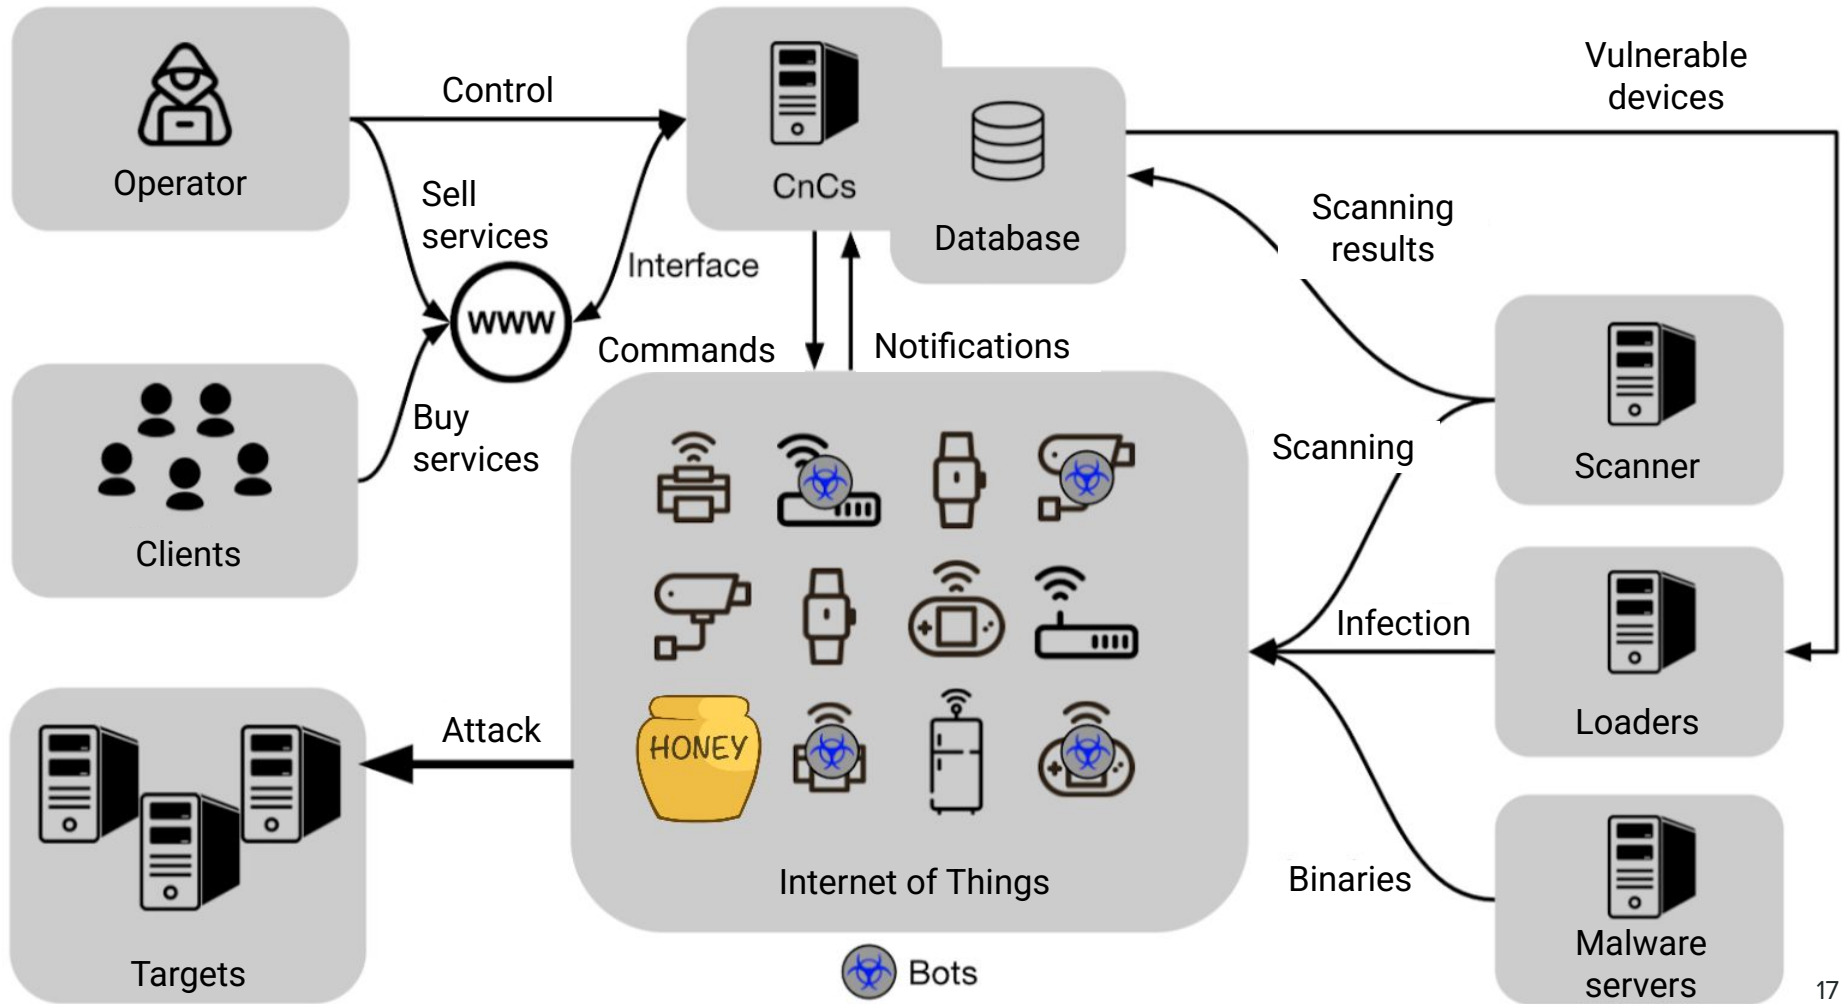 Control
Operator
Sell
services
WWW
Interface
Buy
services
Clients
CnCs
Database
Commands
Notifications
Vulnerable
devices
Scanning
results
Scanner
Scanning
Infection
Loaders
Binaries
Malware
servers
HONEY
Internet of Things
Attack
Targets
Bots
17